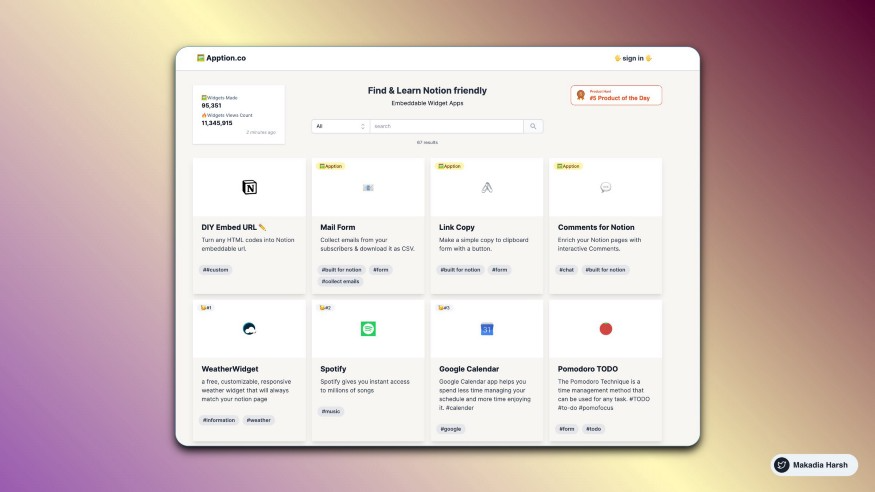 Apption.co
sign in
Widgets Made
95,351
Widgets Views Count
11,345,915
2 minutes ago
Find & Learn Notion friendly
Embeddable Widget Apps
Product Hunt
#5 Product of the Day
All
search
97 results
DIY Embed URL
Turn any HTML codes into Notion
embeddable url.
##custom
Apption
Mail Form
Collect emails from your
subscribers & download it as CSV.
#built for notion
#form
#collect emails
Apption
Link Copy
Make a simple copy to clipboard
form with a button.
#built for notion
#form
Apption
Comments for Notion
Enrich your Notion pages with
interactive Comments.
#chat
#built for notion
#1
WeatherWidget
a free, customizable, responsive
weather widget that will always
match your notion page
#information
#weather
#2
Spotify
Spotify gives you instant access
to millions of songs
#music
#3
31
Google Calendar
Google Calendar app helps you
spend less time managing your
schedule and more time enjoying
it. #calender
#google
Pomodoro TODO
The Pomodoro Technique is a
time management method that
can be used for any task. #TODO
#to-do #pomofocus
#form
#todo
Makadia Harsh